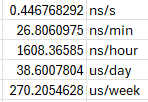 0.446768292 ns/s
26.8060975 ns/min
1608.36585 ns/hour
38.6007804 us/day
270.2054628 us/week